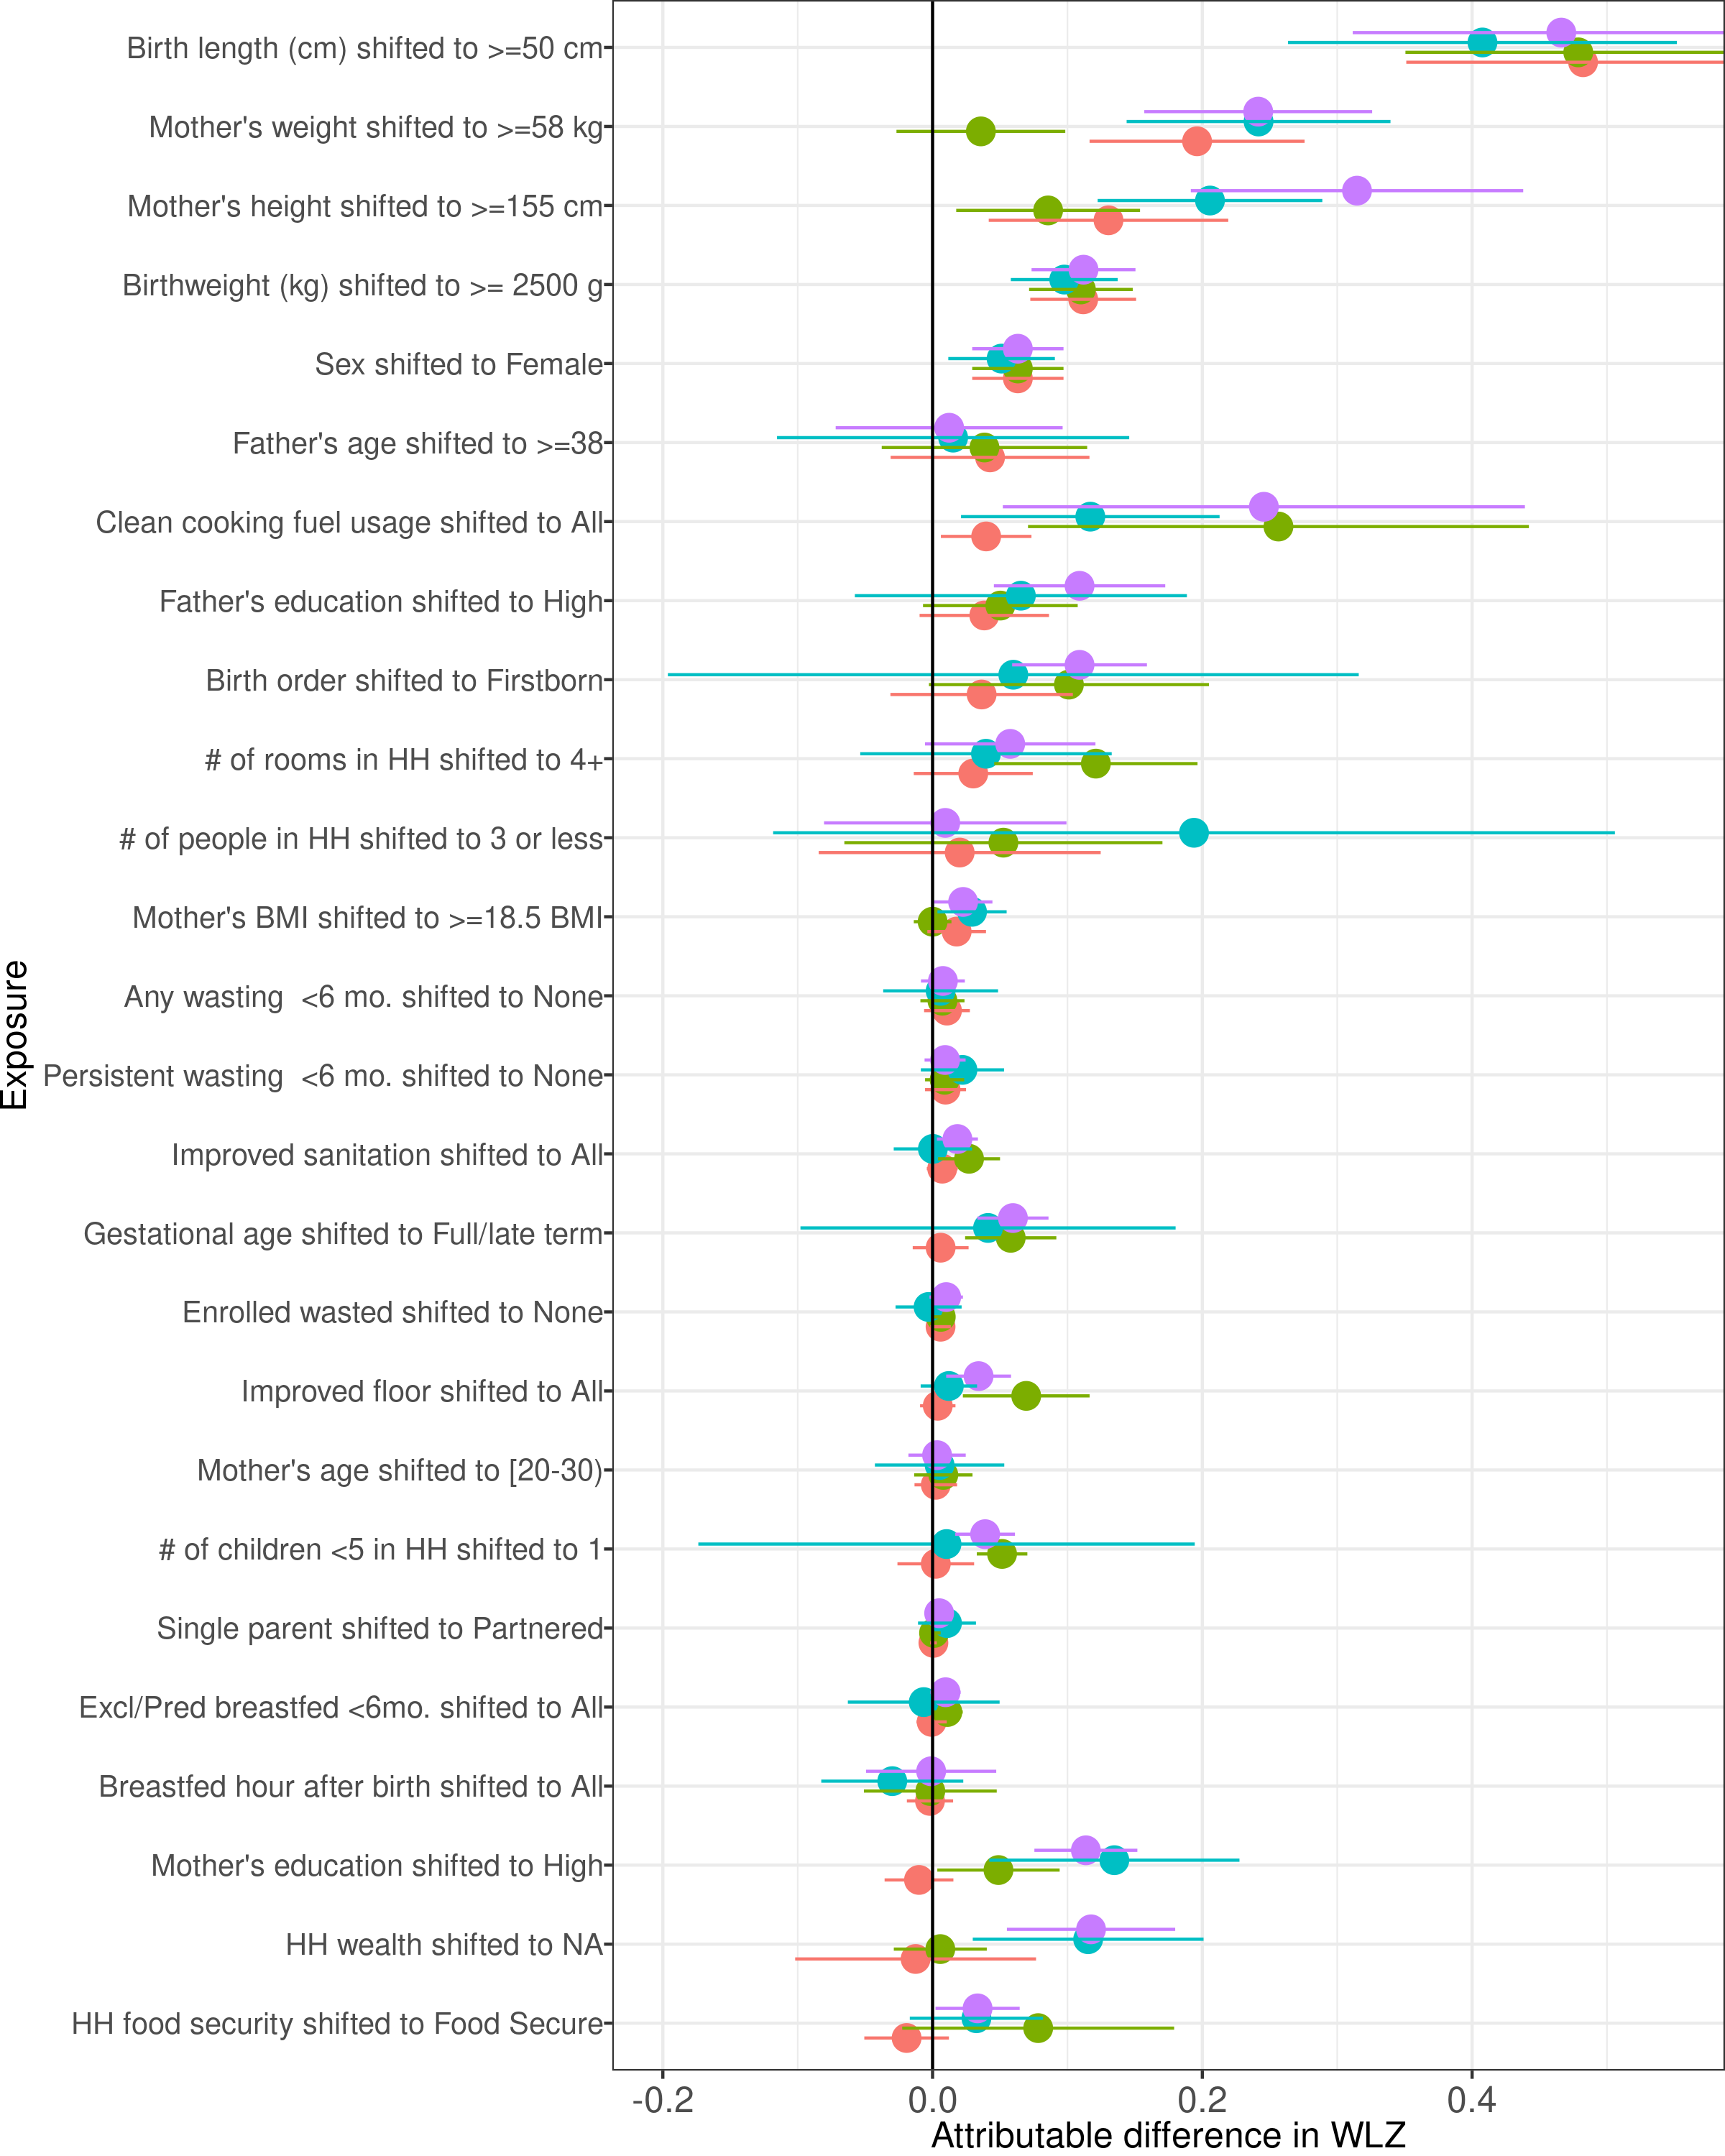 Exposure
Birth length (cm) shifted to >=50 cm
Mother's weight shifted to >=58 kg
Mother's height shifted to >=155 cm
Birthweight (kg) shifted to >= 2500 g
Sex shifted to Female
Father's age shifted to >=38
Clean cooking fuel usage shifted to All
Father's education shifted to High
Birth order shifted to Firstborn
# of rooms in HH shifted to 4+
# of people in HH shifted to 3 or less
Mother's BMI shifted to >=18.5 BMI
Any wasting  <6 mo. shifted to None
Persistent wasting  <6 mo. shifted to None
Improved sanitation shifted to All
Gestational age shifted to Full/late term
Enrolled wasted shifted to None
Improved floor shifted to All
Mother's age shifted to [20-30)
# of children <5 in HH shifted to 1
Single parent shifted to Partnered
Excl/Pred breastfed <6mo. shifted to All
Breastfed hour after birth shifted to All
Mother's education shifted to High
HH wealth shifted to NA
HH food security shifted to Food Secure
-0.2 0.0 0.2 0.4
Attributable difference in WLZ